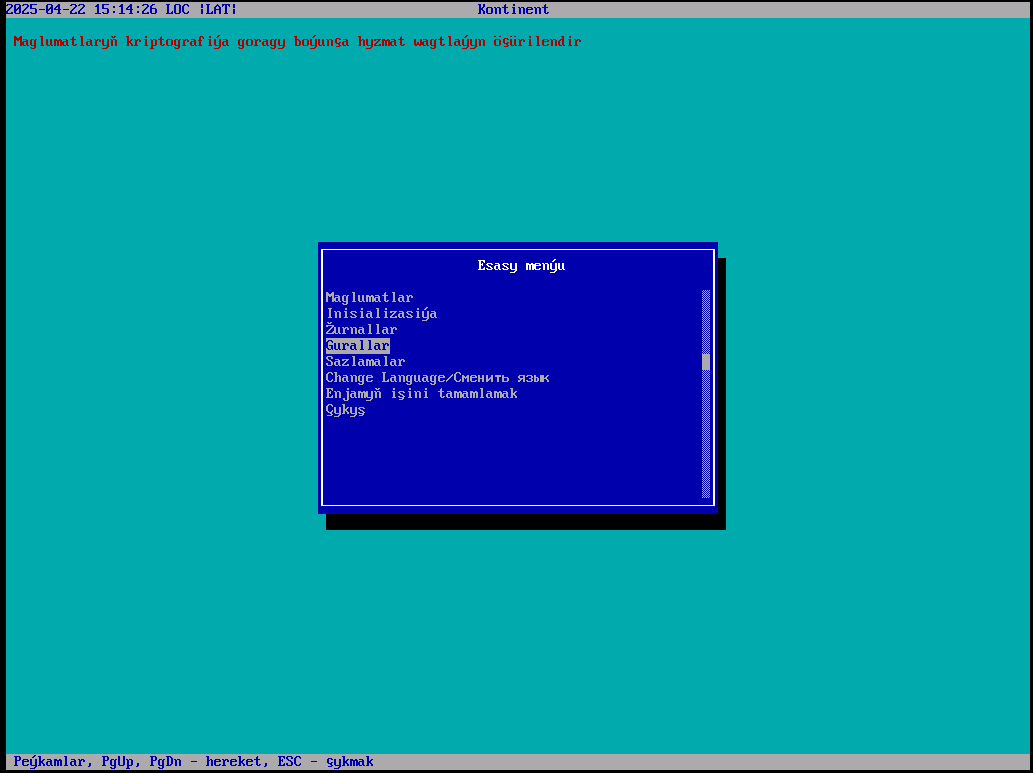 2025-04-22 15:14:26 LOC ¦LAT¦ Kontinent
Maglumatlaryň kriptografiýa goragy boýunça hyzmat wagtlaýyn öçürilendir
Esasy menýu
Maglumatlar
Inisializasiýa
Žurnallar
Gurallar
Sazlamalar
Change Language/Сменить язык
Enjamyň işini tamamlamak
Çykyş
Peýkamlar, PgUp, PgDn - hereket, ESC - çykmak